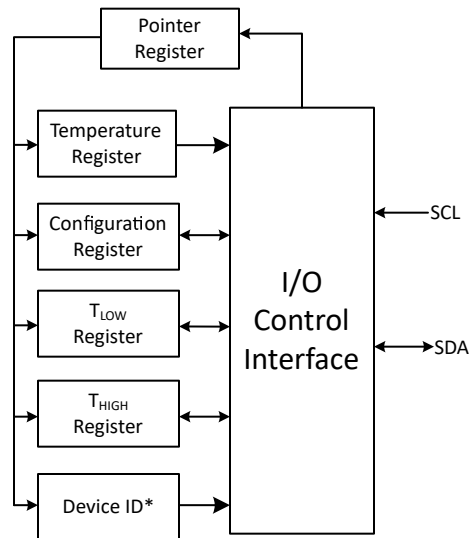 Pointer
Register
Temperature
Register
Configuration
Register
SCL
I/O
Control
Interface
TLOW
Register
SDA
THIGH
Register
Device ID*